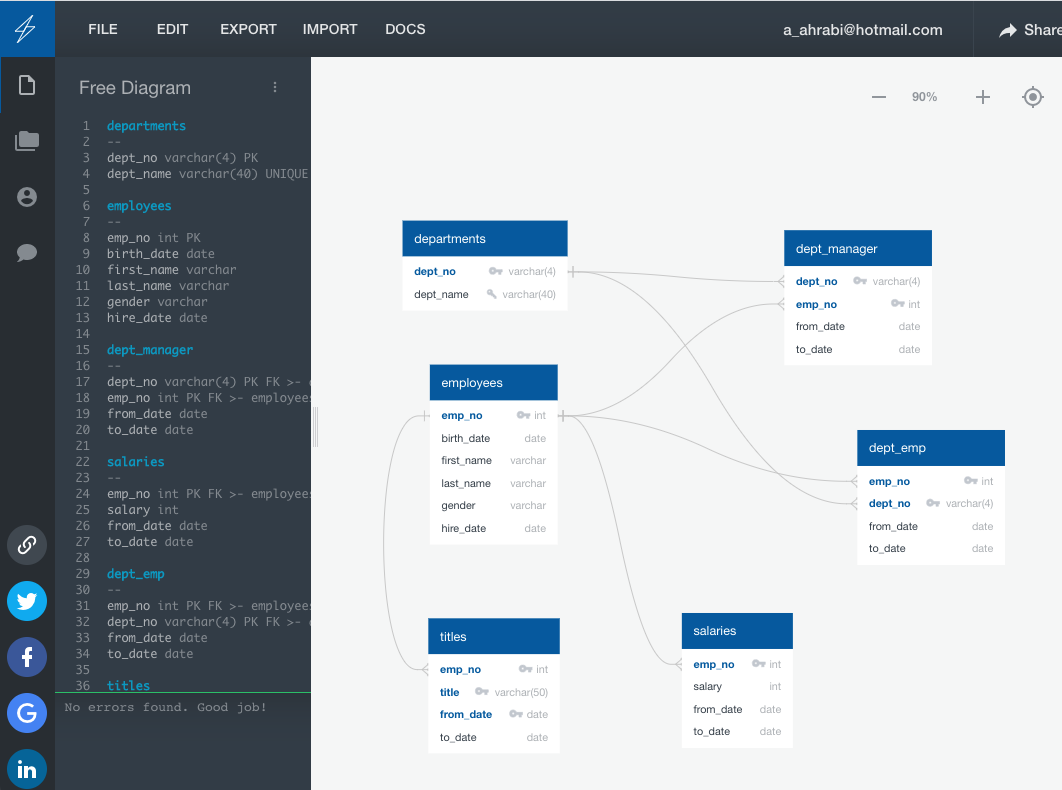 FILE EDIT EXPORT IMPORT DOCS a_ahrabi@hotmail.com Share
Free Diagram
1 departments
2 --
3 dept_no varchar(4) PK
4 dept_name varchar(40) UNIQUE
5
6 employees
7 --
8 emp_no int PK
9 birth_date date
10 first_name varchar
11 last_name varchar
12 gender varchar
13 hire_date date
14
15 dept_manager
16 --
17 dept_no varchar(4) PK FK >-
18 emp_no int PK FK >- employees
19 from_date date
20 to_date date
21
22 salaries
23 --
24 emp_no int PK FK >- employees
25 salary int
26 from_date date
27 to_date date
28
29 dept_emp
30 --
31 emp_no int PK FK >- employees
32 dept_no varchar(4) PK FK >-
33 from_date date
34 to_date date
35
36 titles
No errors found. Good job!
90%
departments
dept_no varchar(4)
dept_name varchar(40)
dept_manager
dept_no varchar(4)
emp_no int
from_date date
to_date date
employees
emp_no int
birth_date date
first_name varchar
last_name varchar
gender varchar
hire_date date
dept_emp
emp_no int
dept_no varchar(4)
from_date date
to_date date
titles
emp_no int
title varchar(50)
from_date date
to_date date
salaries
emp_no int
salary int
from_date date
to_date date
f
G
in